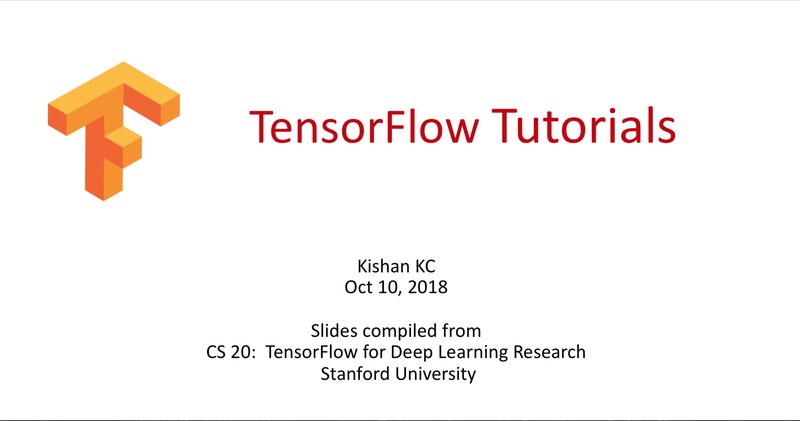 TensorFlow Tutorials
Kishan KC
Oct 10, 2018
Slides compiled from
CS 20:  TensorFlow for Deep Learning Research
Stanford University